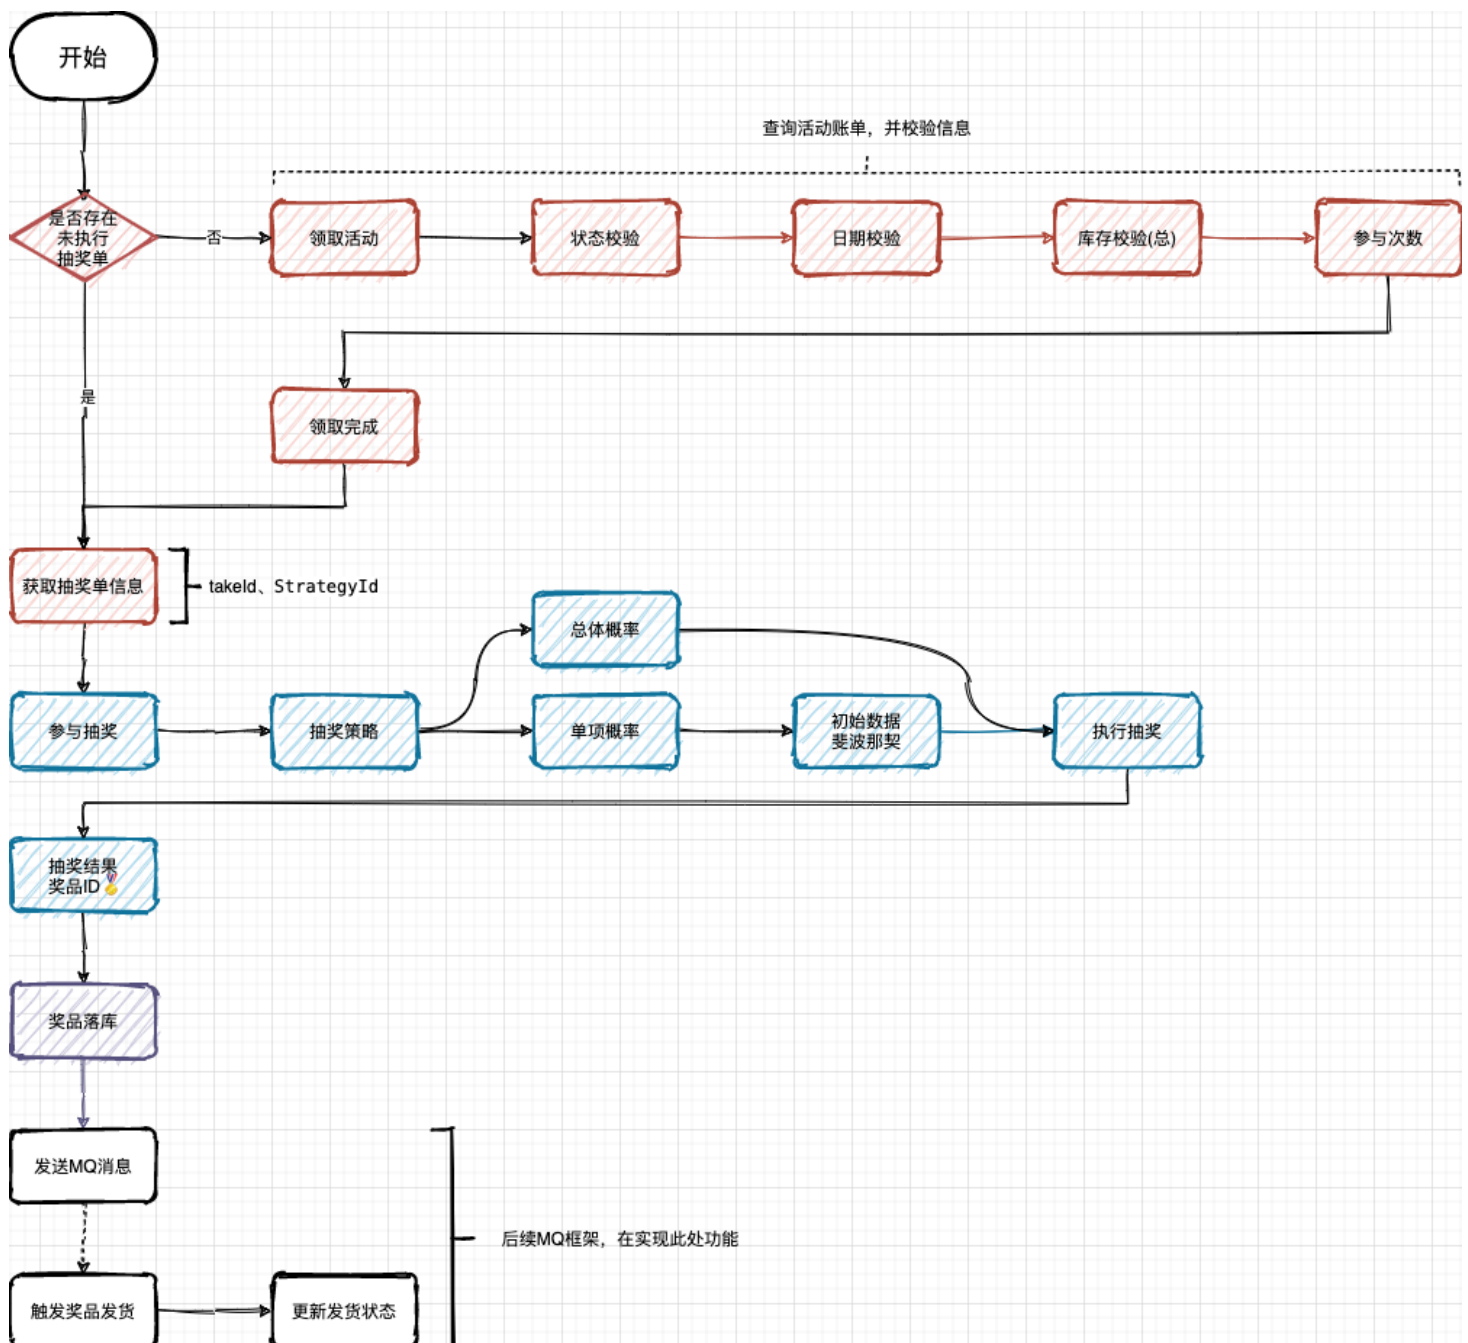 开始
查询活动账单，并校验信息
是否存在
未执行
抽奖单
否
领取活动
状态校验
日期校验
库存校验(总)
参与次数
是
领取完成
获取抽奖单信息
takeId、StrategyId
总体概率
参与抽奖
抽奖策略
单项概率
初始数据
斐波那契
执行抽奖
抽奖结果
奖品ID🎖️
奖品落库
发送MQ消息
后续MQ框架，在实现此处功能
触发奖品发货
更新发货状态